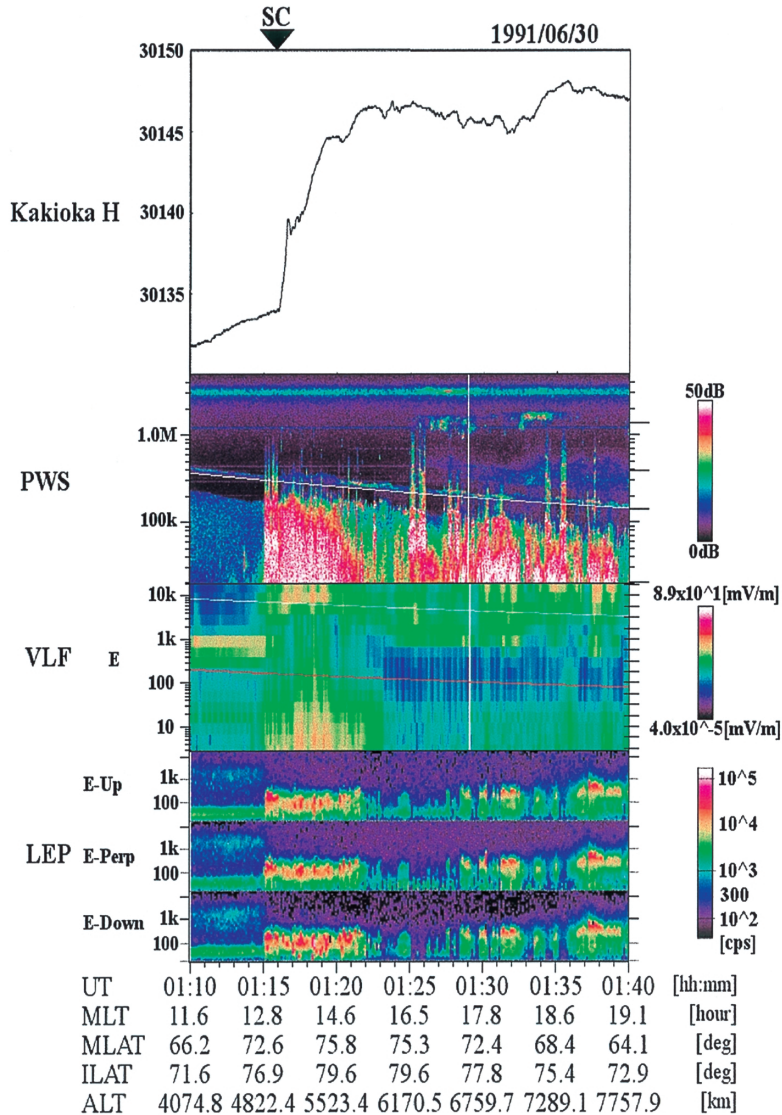 SC
1991/06/30
30150
30145
Kakioka H
30140
30135
50dB
1.0M
PWS
100k
0dB
10k
8.9x10^1[mV/m]
1k
VLF E
100
10
4.0x10^-5[mV/m]
E-Up
1k
100
10^5
10^4
LEP
E-Perp
1k
100
10^3
300
E-Down
1k
100
10^2
[cps]
UT 01:10 01:15 01:20 01:25 01:30 01:35 01:40 [hh:mm]
MLT 11.6 12.8 14.6 16.5 17.8 18.6 19.1 [hour]
MLAT 66.2 72.6 75.8 75.3 72.4 68.4 64.1 [deg]
ILAT 71.6 76.9 79.6 79.6 77.8 75.4 72.9 [deg]
ALT 4074.8 4822.4 5523.4 6170.5 6759.7 7289.1 7757.9 [km]